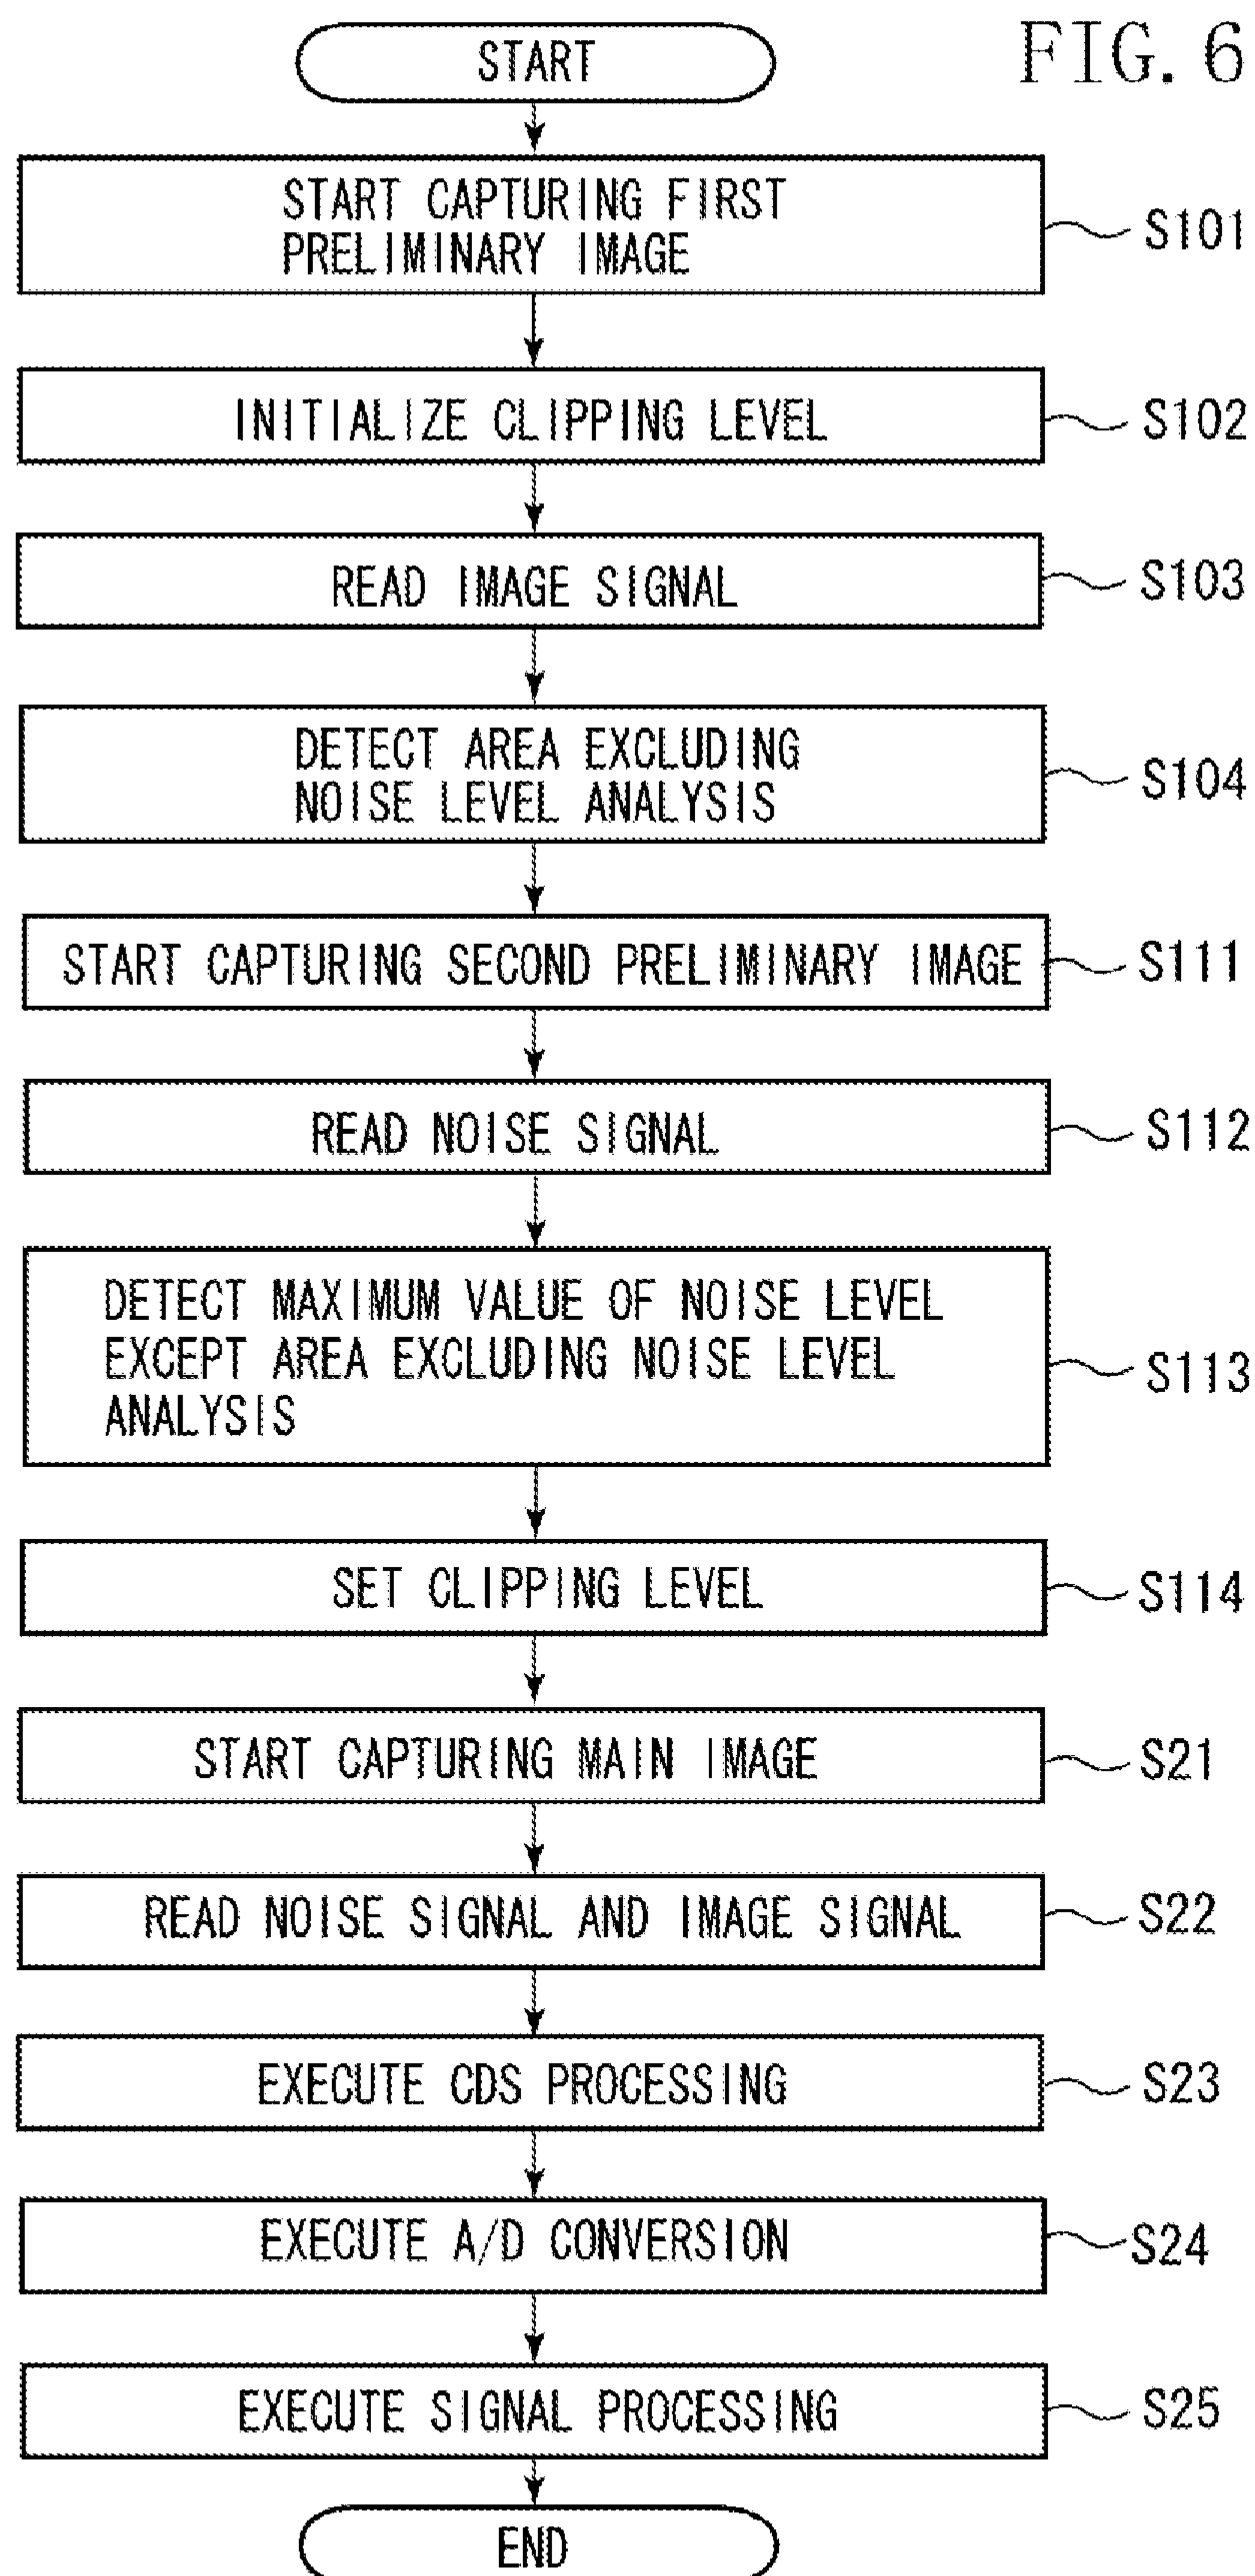 FIG. 6
START
START CAPTURING FIRST
PRELIMINARY IMAGE
S101
INITIALIZE CLIPPING LEVEL
S102
READ IMAGE SIGNAL
S103
DETECT AREA EXCLUDING
NOISE LEVEL ANALYSIS
S104
START CAPTURING SECOND PRELIMINARY IMAGE
S111
READ NOISE SIGNAL
S112
DETECT MAXIMUM VALUE OF NOISE LEVEL
EXCEPT AREA EXCLUDING NOISE LEVEL
ANALYSIS
S113
SET CLIPPING LEVEL
S114
START CAPTURING MAIN IMAGE
S21
READ NOISE SIGNAL AND IMAGE SIGNAL
S22
EXECUTE CDS PROCESSING
S23
EXECUTE A/D CONVERSION
S24
EXECUTE SIGNAL PROCESSING
S25
END